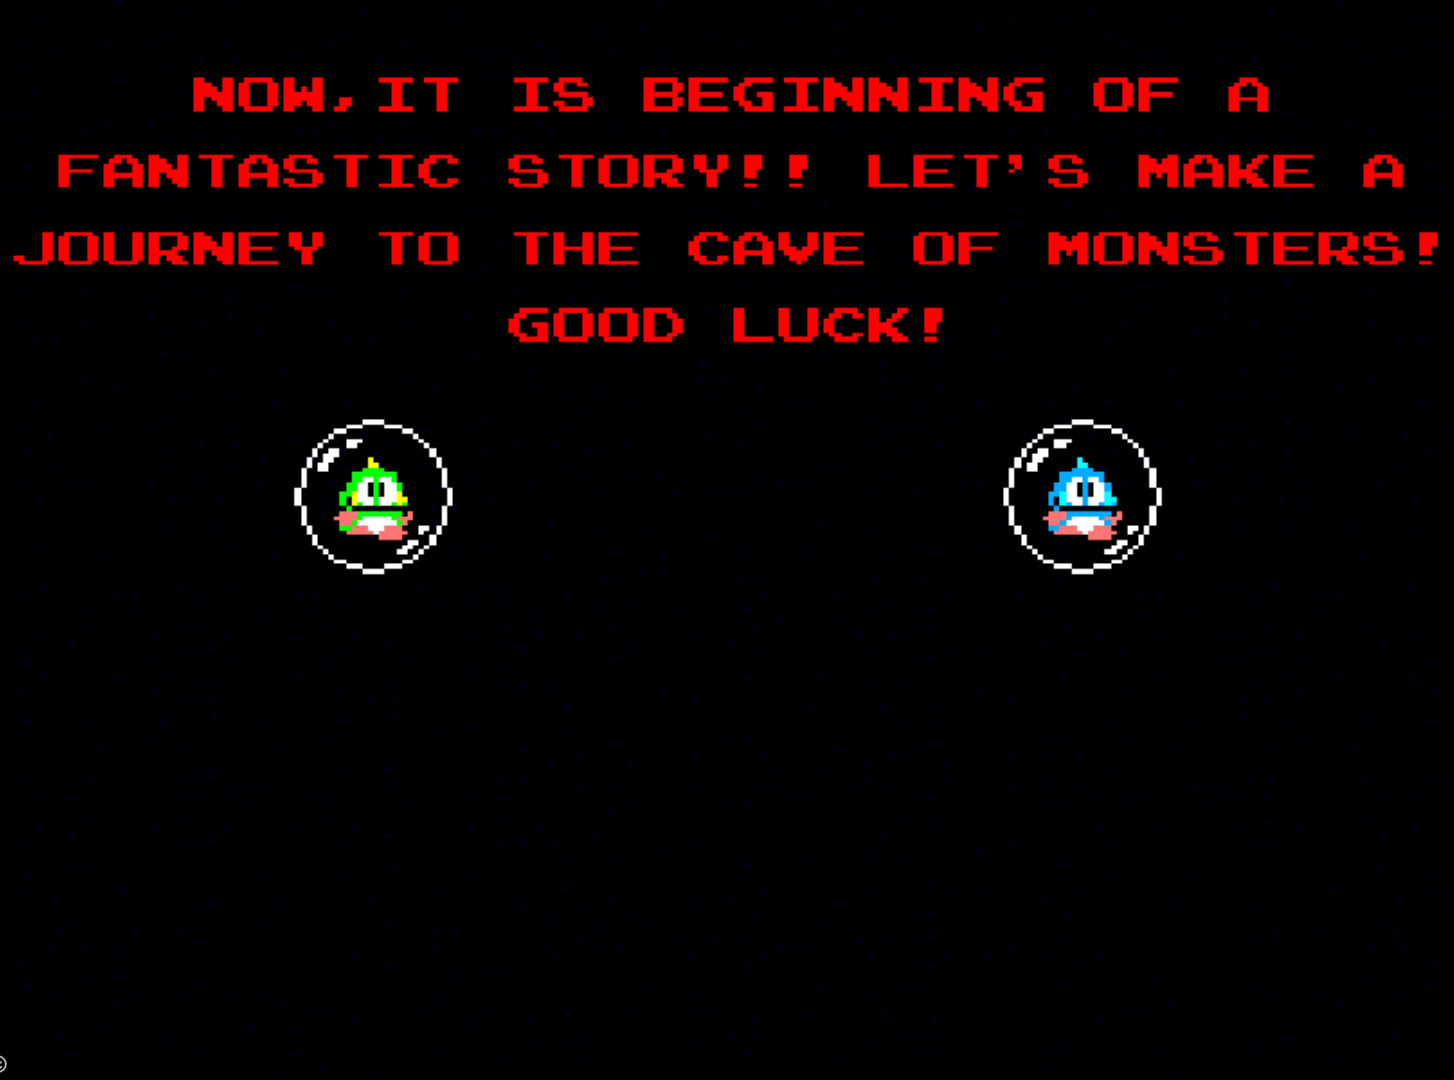 NOW,IT IS BEGINNING OF A
FANTASTIC STORY!! LET'S MAKE A
JOURNEY TO THE CAVE OF MONSTERS!
GOOD LUCK!
©